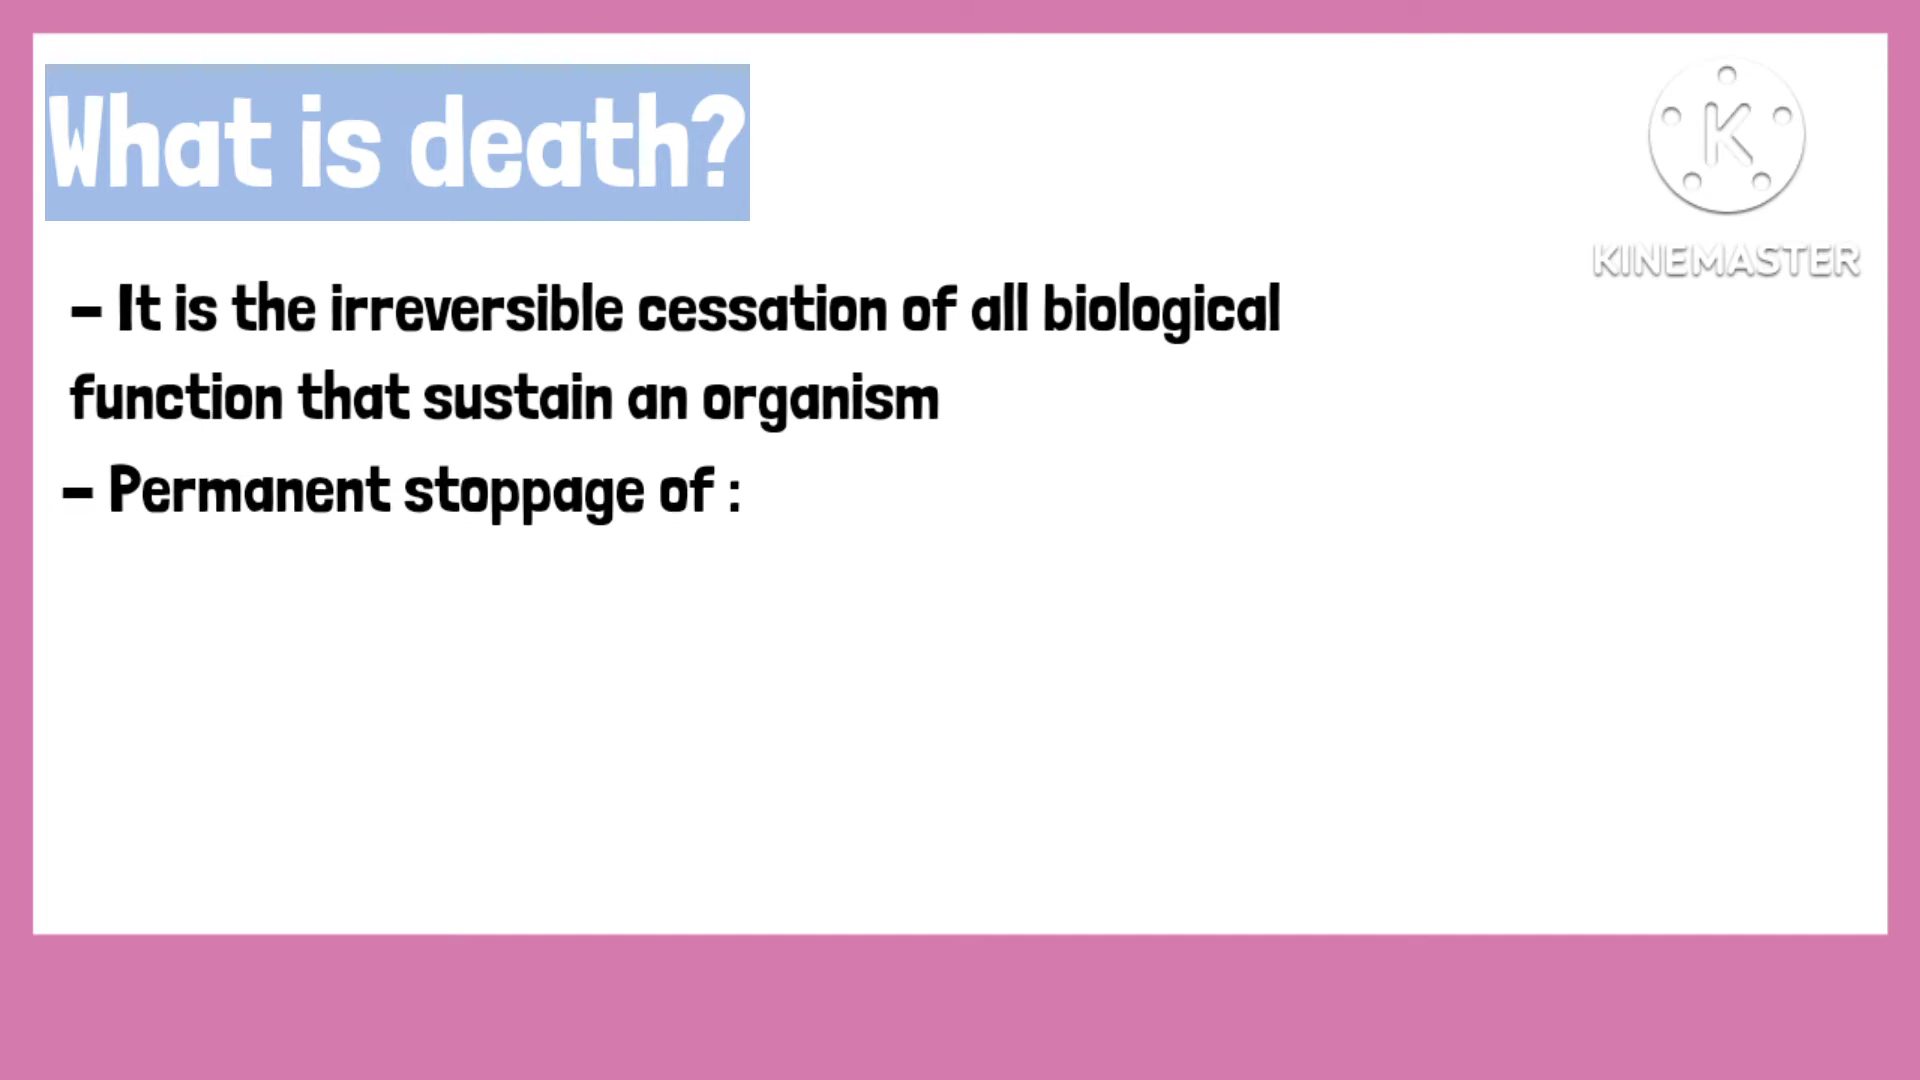 What is death?
K
KINEMASTER
- It is the irreversible cessation of all biological
function that sustain an organism
- Permanent stoppage of :